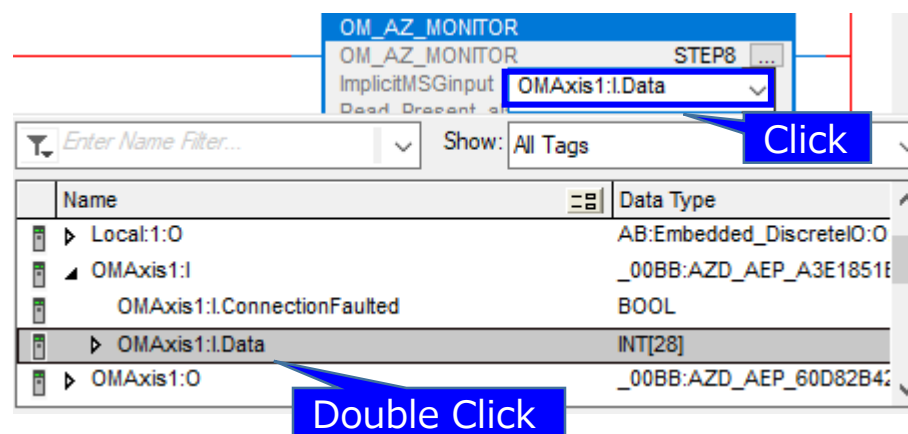 OM_AZ_MONITOR
OM_AZ_MONITOR STEP8 ...
ImplicitMSGinput OMAxis1:I.Data
Read_Present_al
Click
Enter Name Filter... Show: All Tags
Name Data Type
Local:1:O AB:Embedded_DiscreteIO:O
OMAxis1:I _00BB:AZD_AEP_A3E1851E
OMAxis1:I.ConnectionFaulted BOOL
OMAxis1:I.Data INT[28]
OMAxis1:O _00BB:AZD_AEP_60D82B42
Double Click